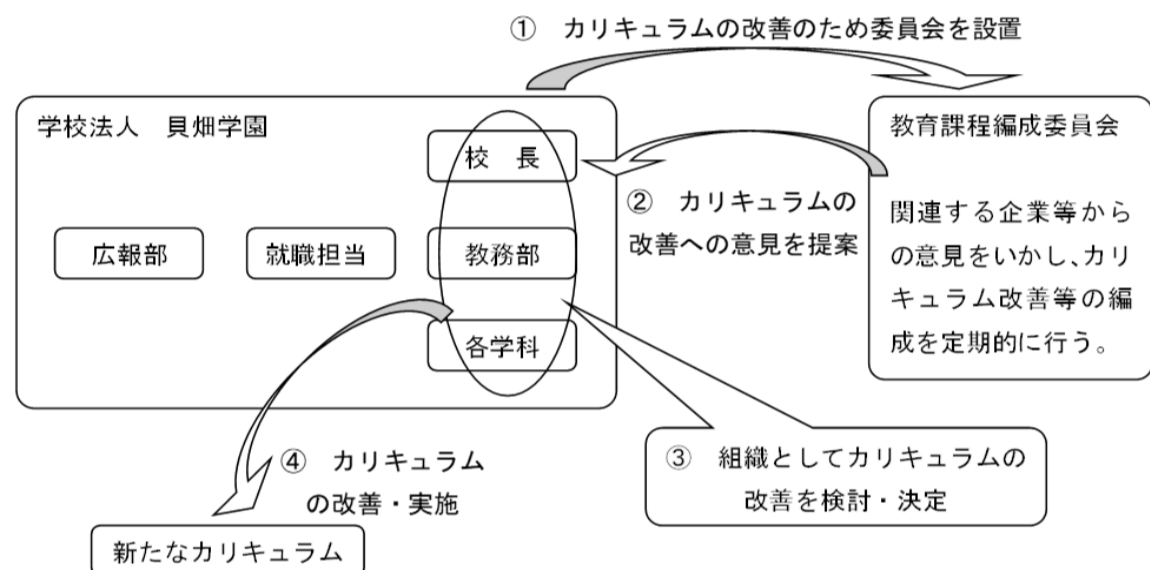 ① カリキュラムの改善のため委員会を設置
学校法人 貝畑学園
校 長
広報部
就職担当
教務部
各学科
教育課程編成委員会
関連する企業等から
の意見をいかし、カリ
キュラム改善等の編
成を定期的に行う。
② カリキュラムの
改善への意見を提案
③ 組織としてカリキュラムの
改善を検討・決定
④ カリキュラム
の改善・実施
新たなカリキュラム